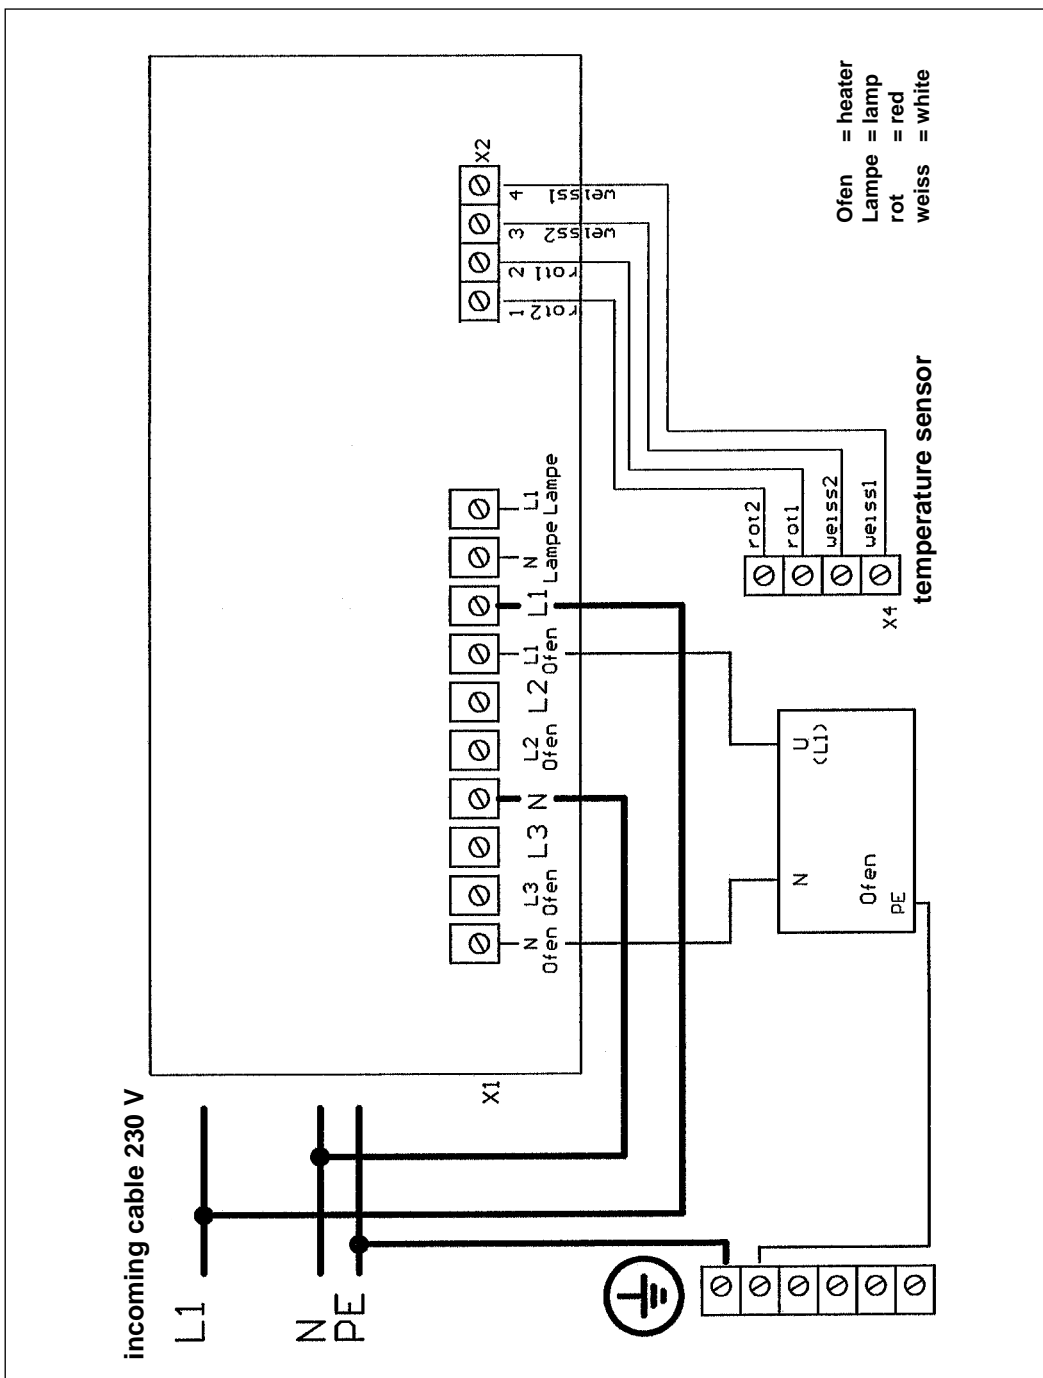 incoming cable 230 V
L1
N
PE
X1
N
Ofen
L3
Ofen
L3
N
L2
Ofen
L2
L1
Ofen
L1
N
Lampe
L1
Lampe
X2
1
2
3
4
rot2
rot1
weiss2
weiss1
rot2
rot1
weiss2
weiss1
X4
temperature sensor
N
U
(L1)
Ofen
PE
Ofen = heater
Lampe = lamp
rot = red
weiss = white